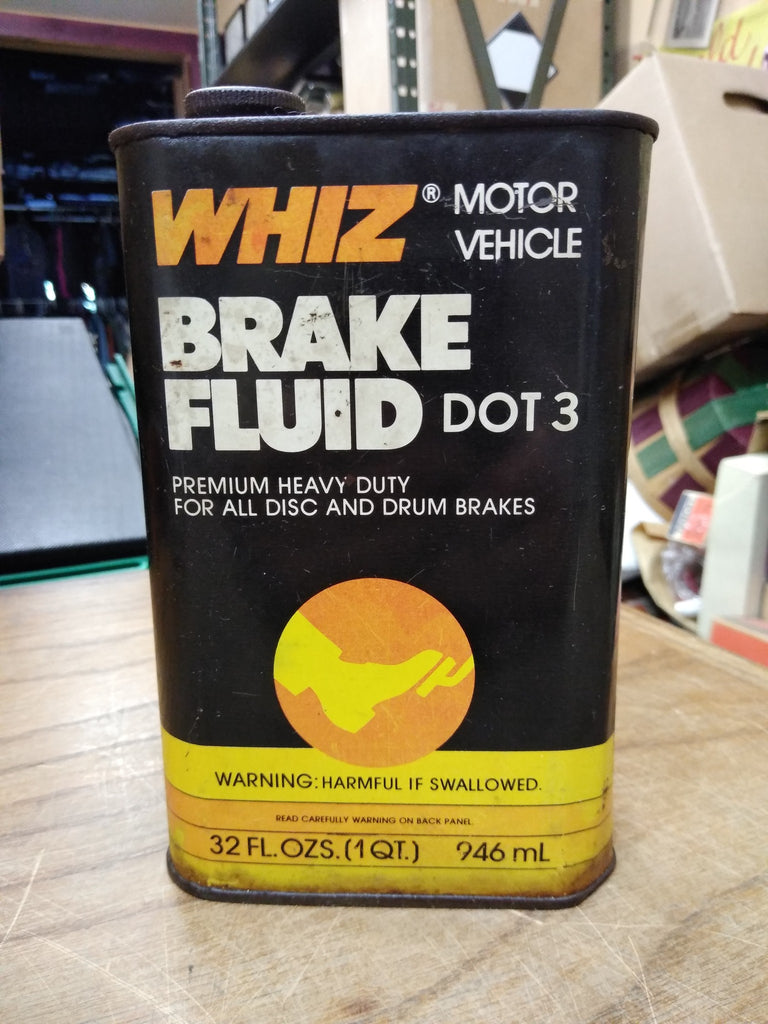 WHIZ® MOTOR
VEHICLE
BRAKE
FLUID DOT 3
PREMIUM HEAVY DUTY
FOR ALL DISC AND DRUM BRAKES
WARNING: HARMFUL IF SWALLOWED.
READ CAREFULLY WARNING ON BACK PANEL.
32 FL. OZS. (1 QT.) 946 mL